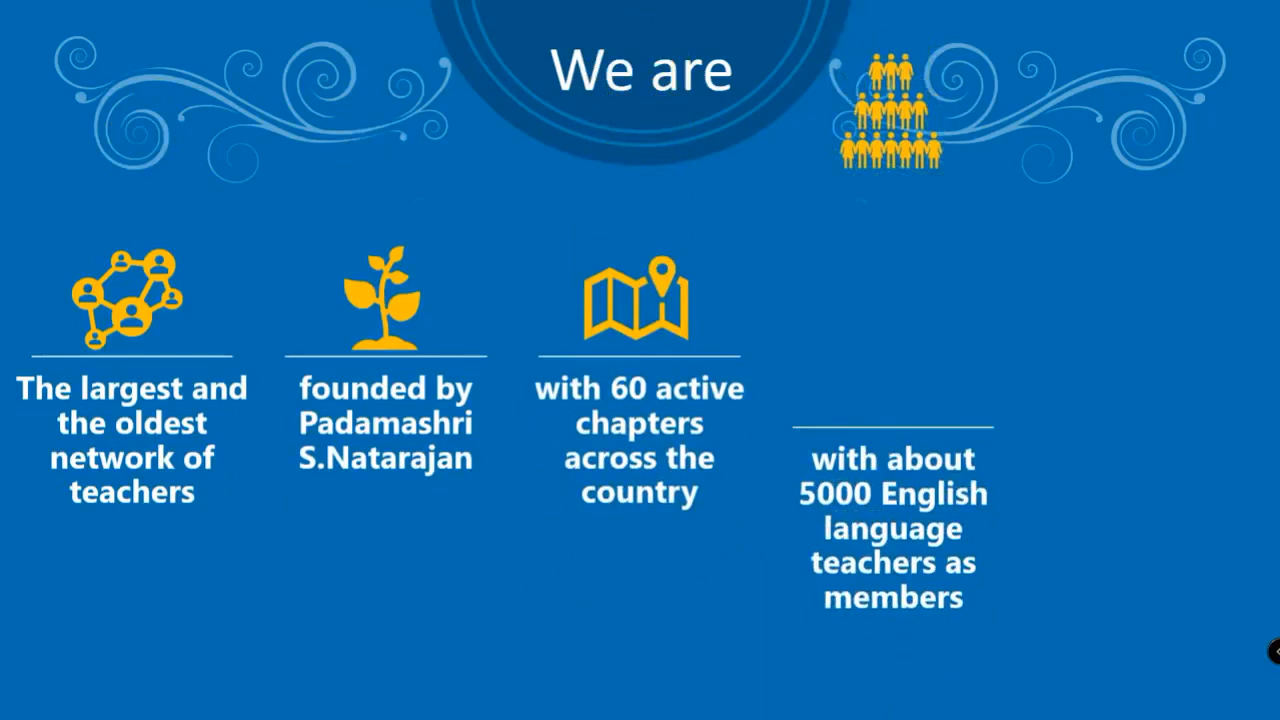 We are
The largest and
the oldest
network of
teachers
founded by
Padamashri
S.Natarajan
with 60 active
chapters
across the
country
with about
5000 English
language
teachers as
members